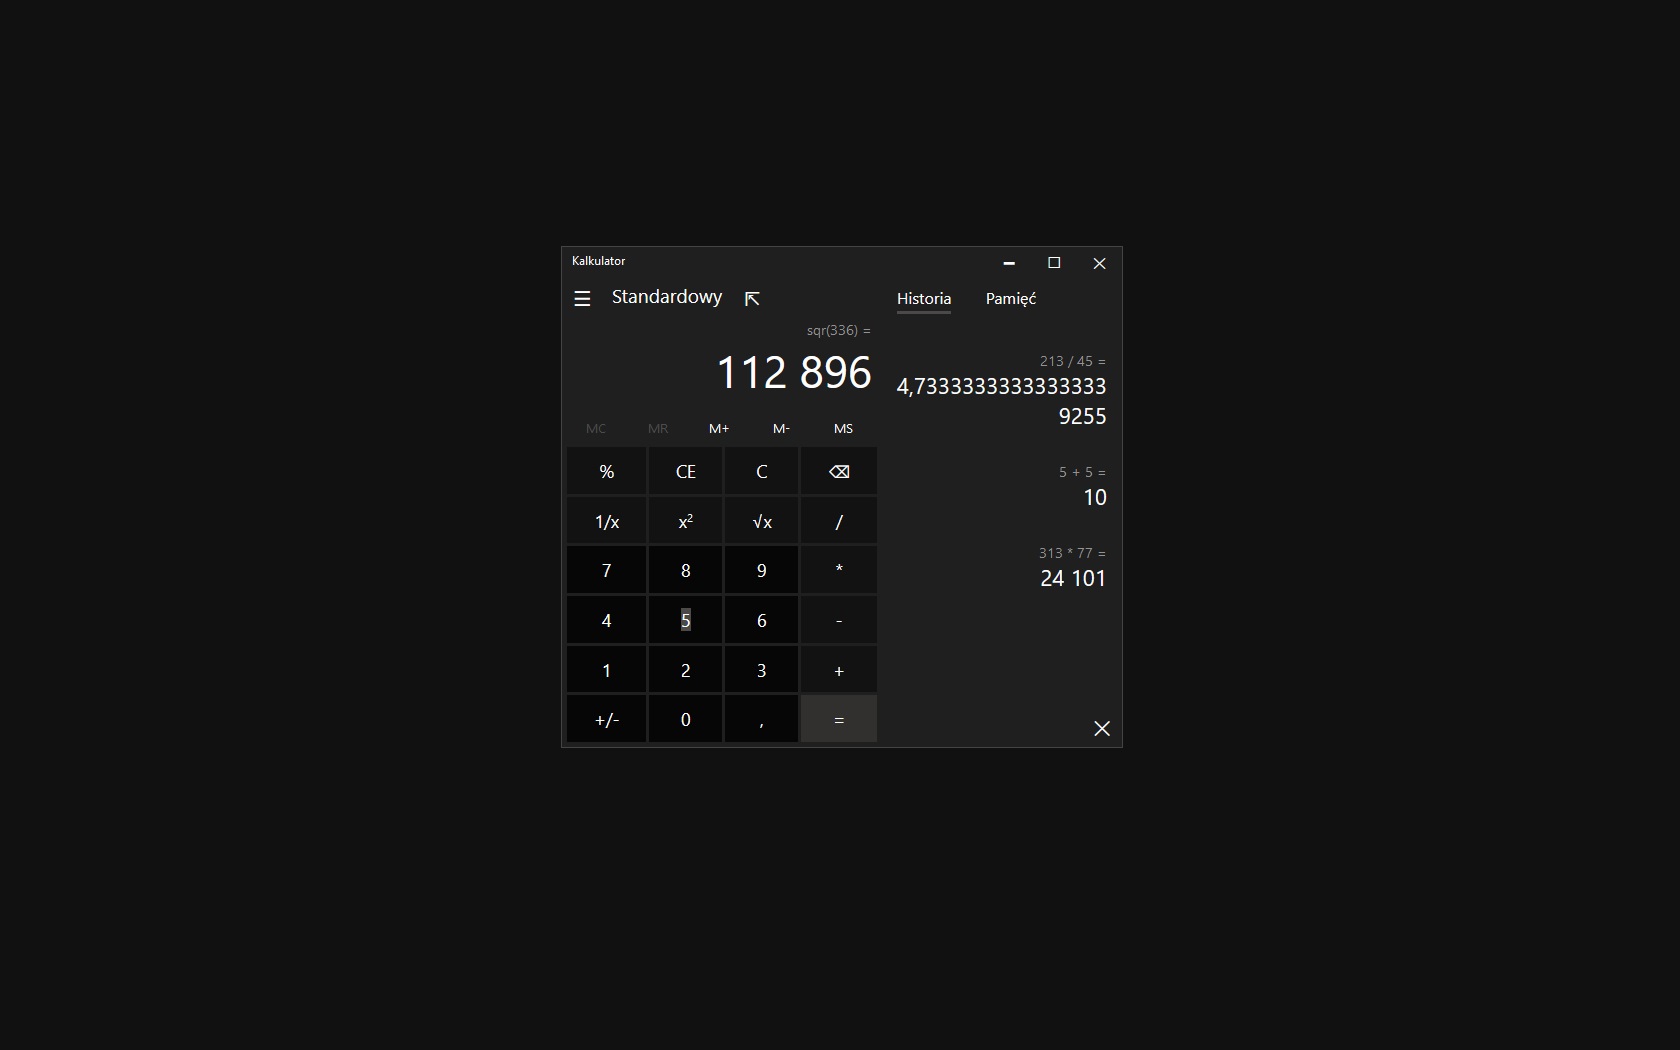 Kalkulator
Standardowy
sqr(336) =
112 896
MC MR M+ M- MS
% CE C ⌫
1/x x² √x /
7 8 9 *
4 5 6 -
1 2 3 +
+/- 0 , =
Historia Pamięć
213 / 45 =
4,7333333333333333
9255
5 + 5 =
10
313 * 77 =
24 101